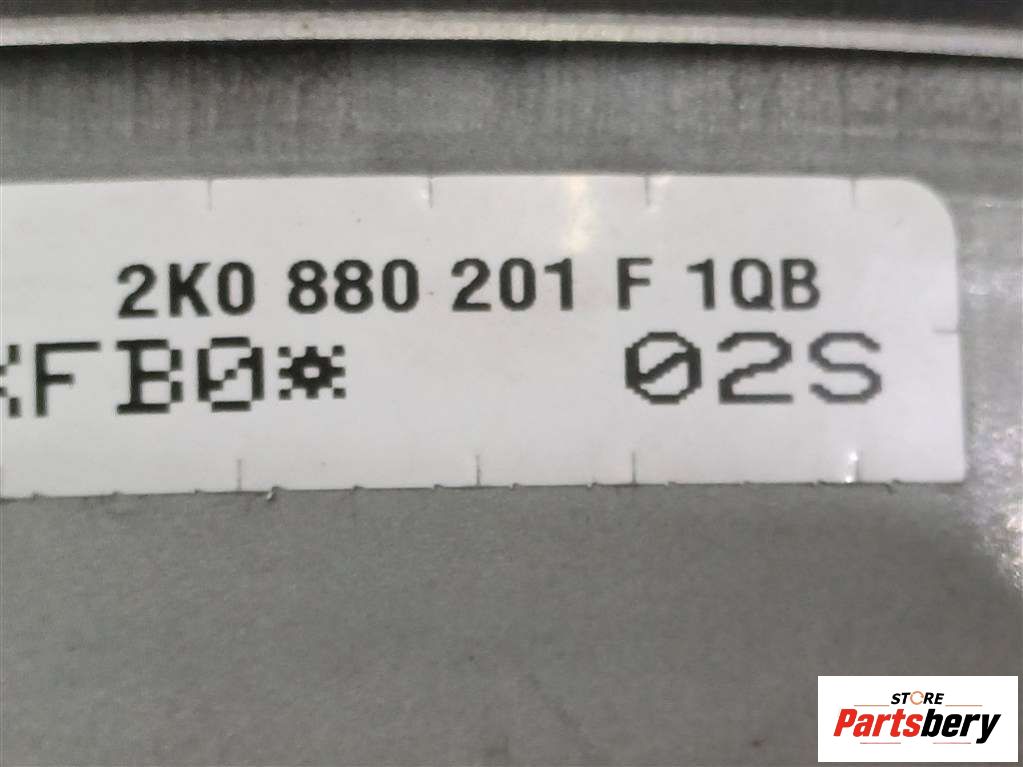 2K0 880 201 F 1QB
FB0* 02S
STORE
Partsbery